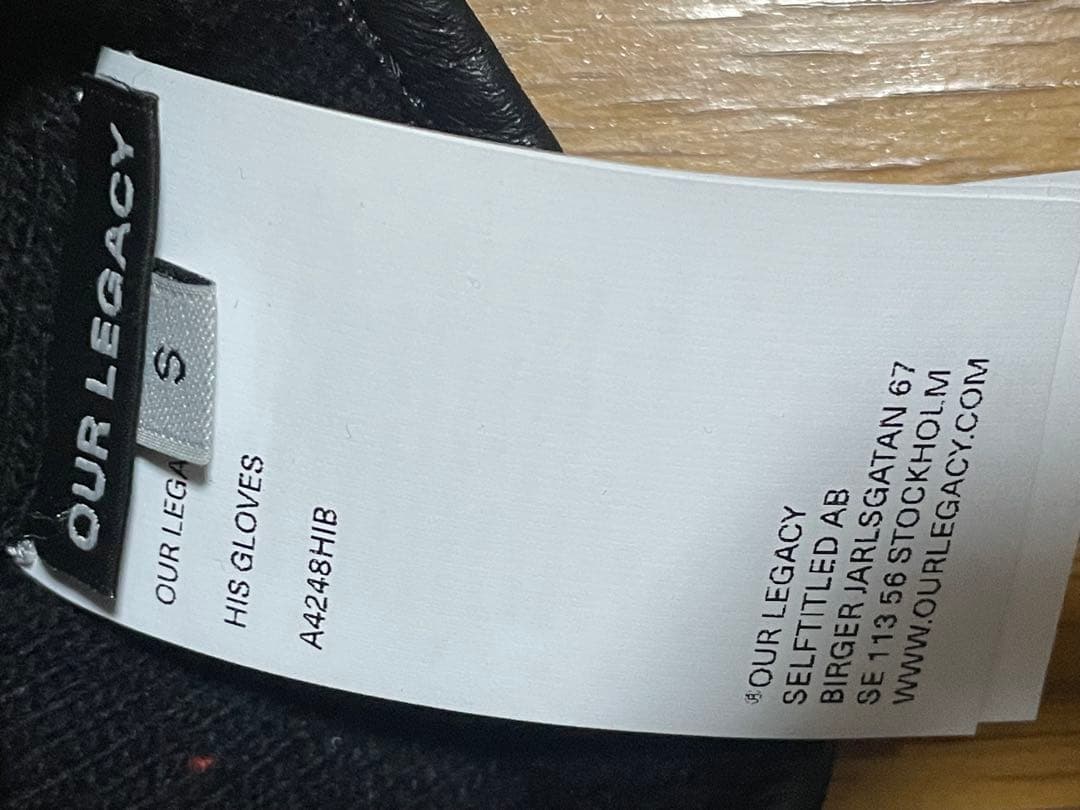 OUR LEGACY
S
OUR LEGA
HIS GLOVES
A4248HIB
®OUR LEGACY
SELFTITLED AB
BIRGER JARLSGATAN 67
SE 113 56 STOCKHOLM
WWW.OURLEGACY.COM